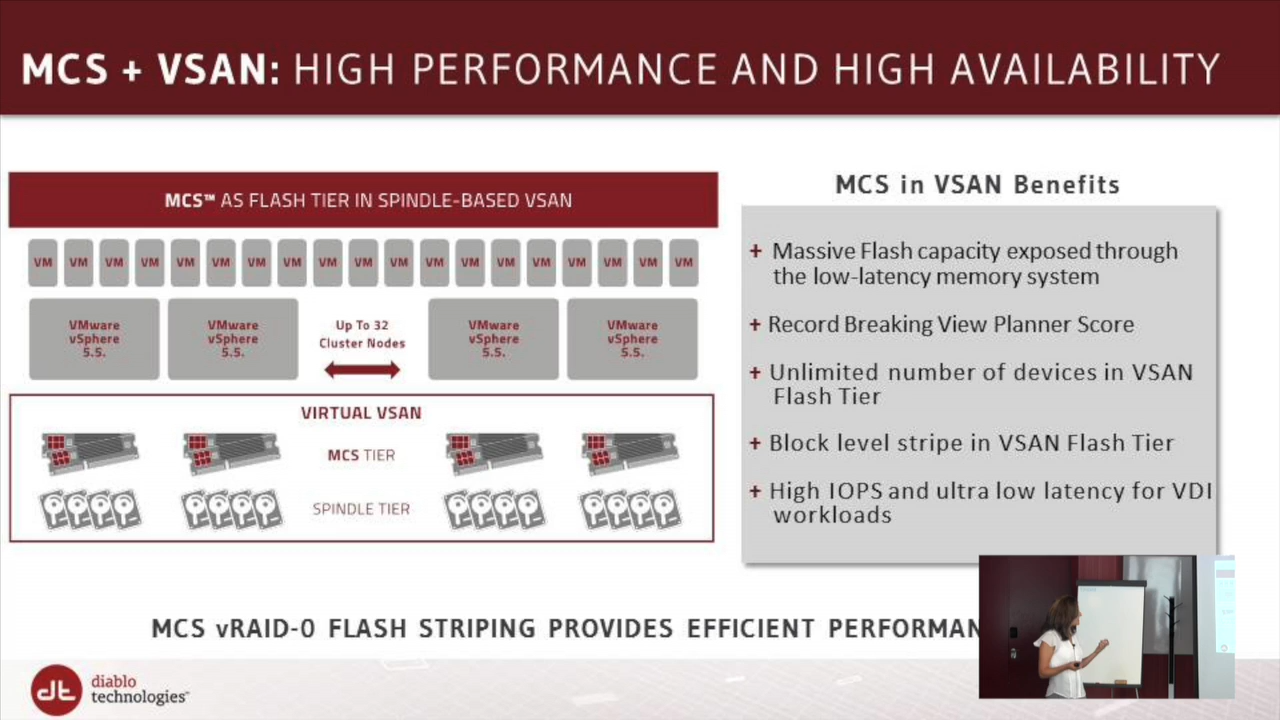 MCS + VSAN: HIGH PERFORMANCE AND HIGH AVAILABILITY
MCS™ AS FLASH TIER IN SPINDLE-BASED VSAN
VM VM VM VM VM VM VM VM VM VM VM VM VM VM VM VM VM VM VM
VMware
vSphere
5.5.
VMware
vSphere
5.5.
Up To 32
Cluster Nodes
VMware
vSphere
5.5.
VMware
vSphere
5.5.
VIRTUAL VSAN
MCS TIER
SPINDLE TIER
MCS in VSAN Benefits
+ Massive Flash capacity exposed through
the low-latency memory system
+ Record Breaking View Planner Score
+ Unlimited number of devices in VSAN
Flash Tier
+ Block level stripe in VSAN Flash Tier
+ High IOPS and ultra low latency for VDI
workloads
MCS vRAID-0 FLASH STRIPING PROVIDES EFFICIENT PERFORMAN
dt
diablo
technologies™